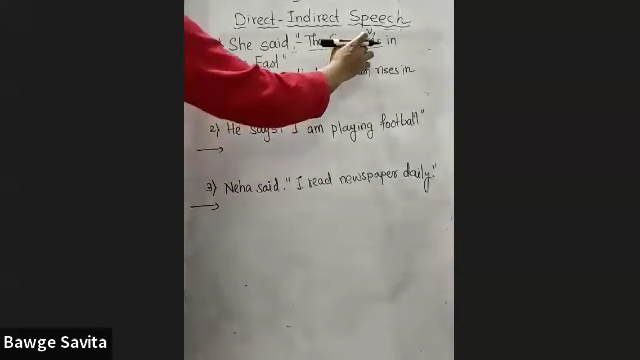 Direct-Indirect Speech
She said. "The in
East"
rises in
2) He says. "I am playing football"
3) Neha said. "I read newspaper daily."
Bawge Savita